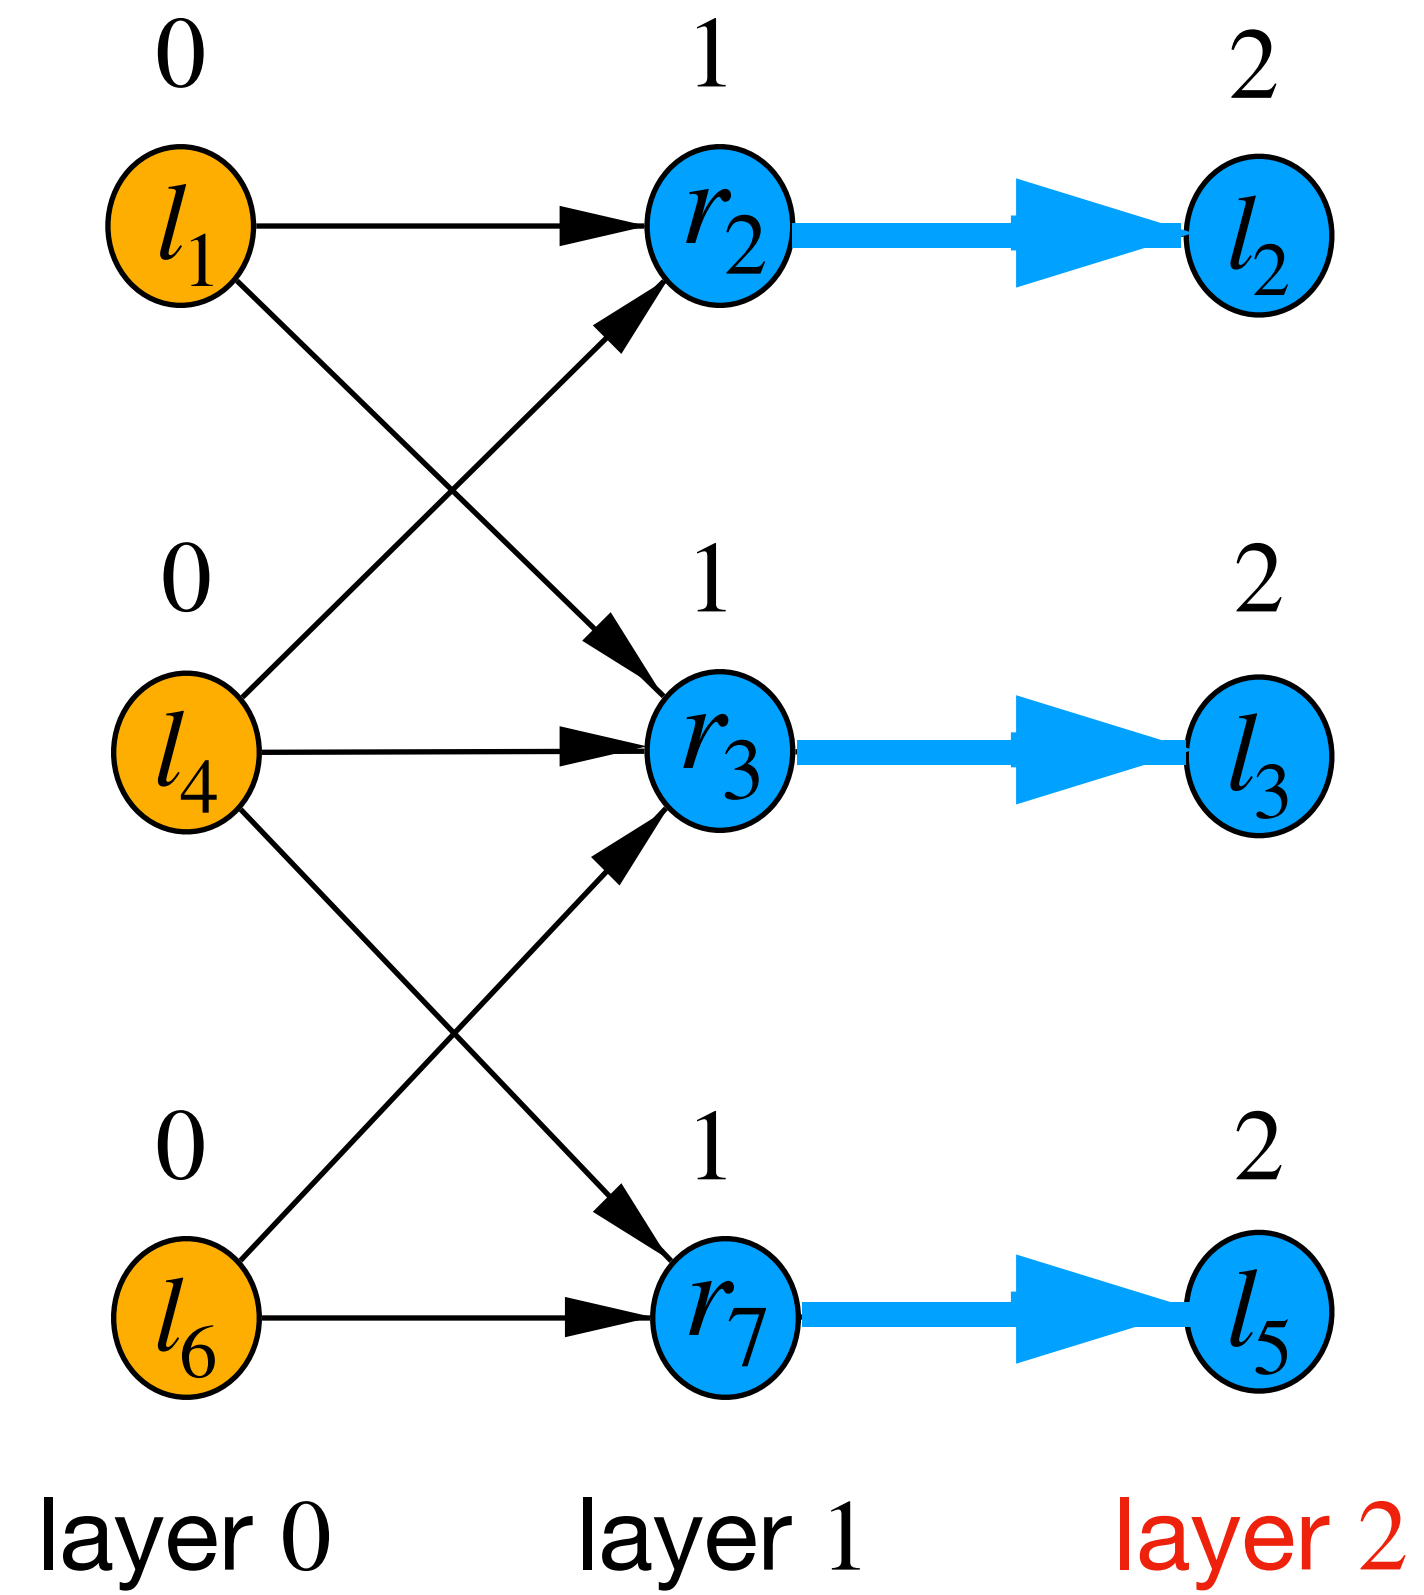 0 1 2
l₁ r₂ l₂
0 1 2
l₄ r₃ l₃
0 1 2
l₆ r₇ l₅
layer 0 layer 1 layer 2